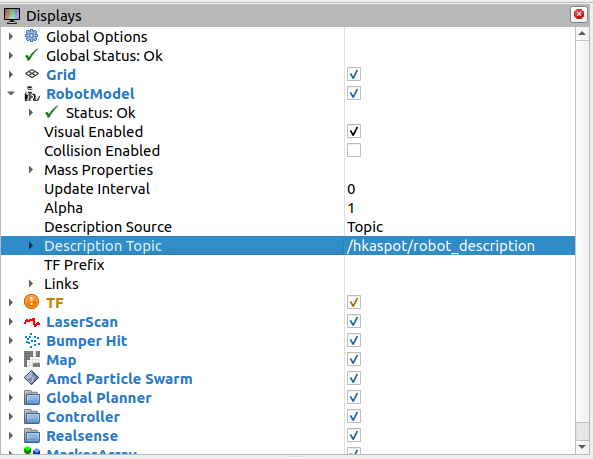 Displays
Global Options
Global Status: Ok
Grid
RobotModel
Status: Ok
Visual Enabled
Collision Enabled
Mass Properties
Update Interval 0
Alpha 1
Description Source Topic
Description Topic /hkaspot/robot_description
TF Prefix
Links
TF
LaserScan
Bumper Hit
Map
Amcl Particle Swarm
Global Planner
Controller
Realsense
MarkerArray